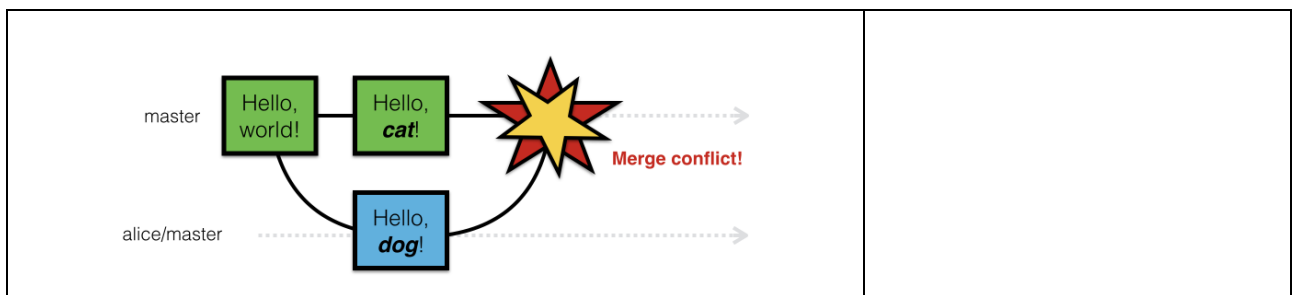 master
Hello,
world!
Hello,
cat!
Merge conflict!
alice/master
Hello,
dog!